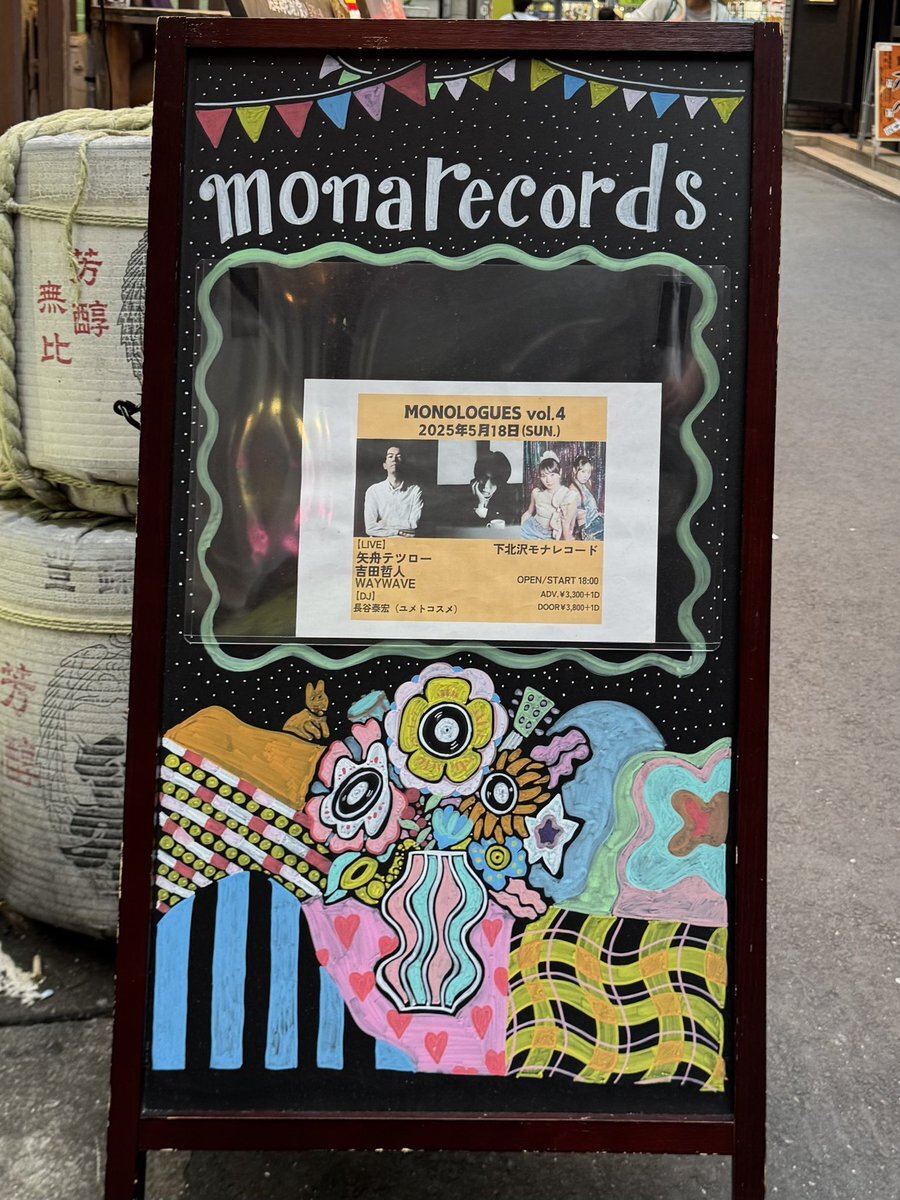 monarecords
MONOLOGUES vol.4
2025年5月18日(SUN.)
【LIVE】
矢舟テツロー
吉田哲人
WAYWAVE
【DJ】
長谷泰宏（ユメトコスメ）
下北沢モナレコード
OPEN/START 18:00
ADV.¥3,300+1D
DOOR¥3,800+1D
芳醇
無比
芳